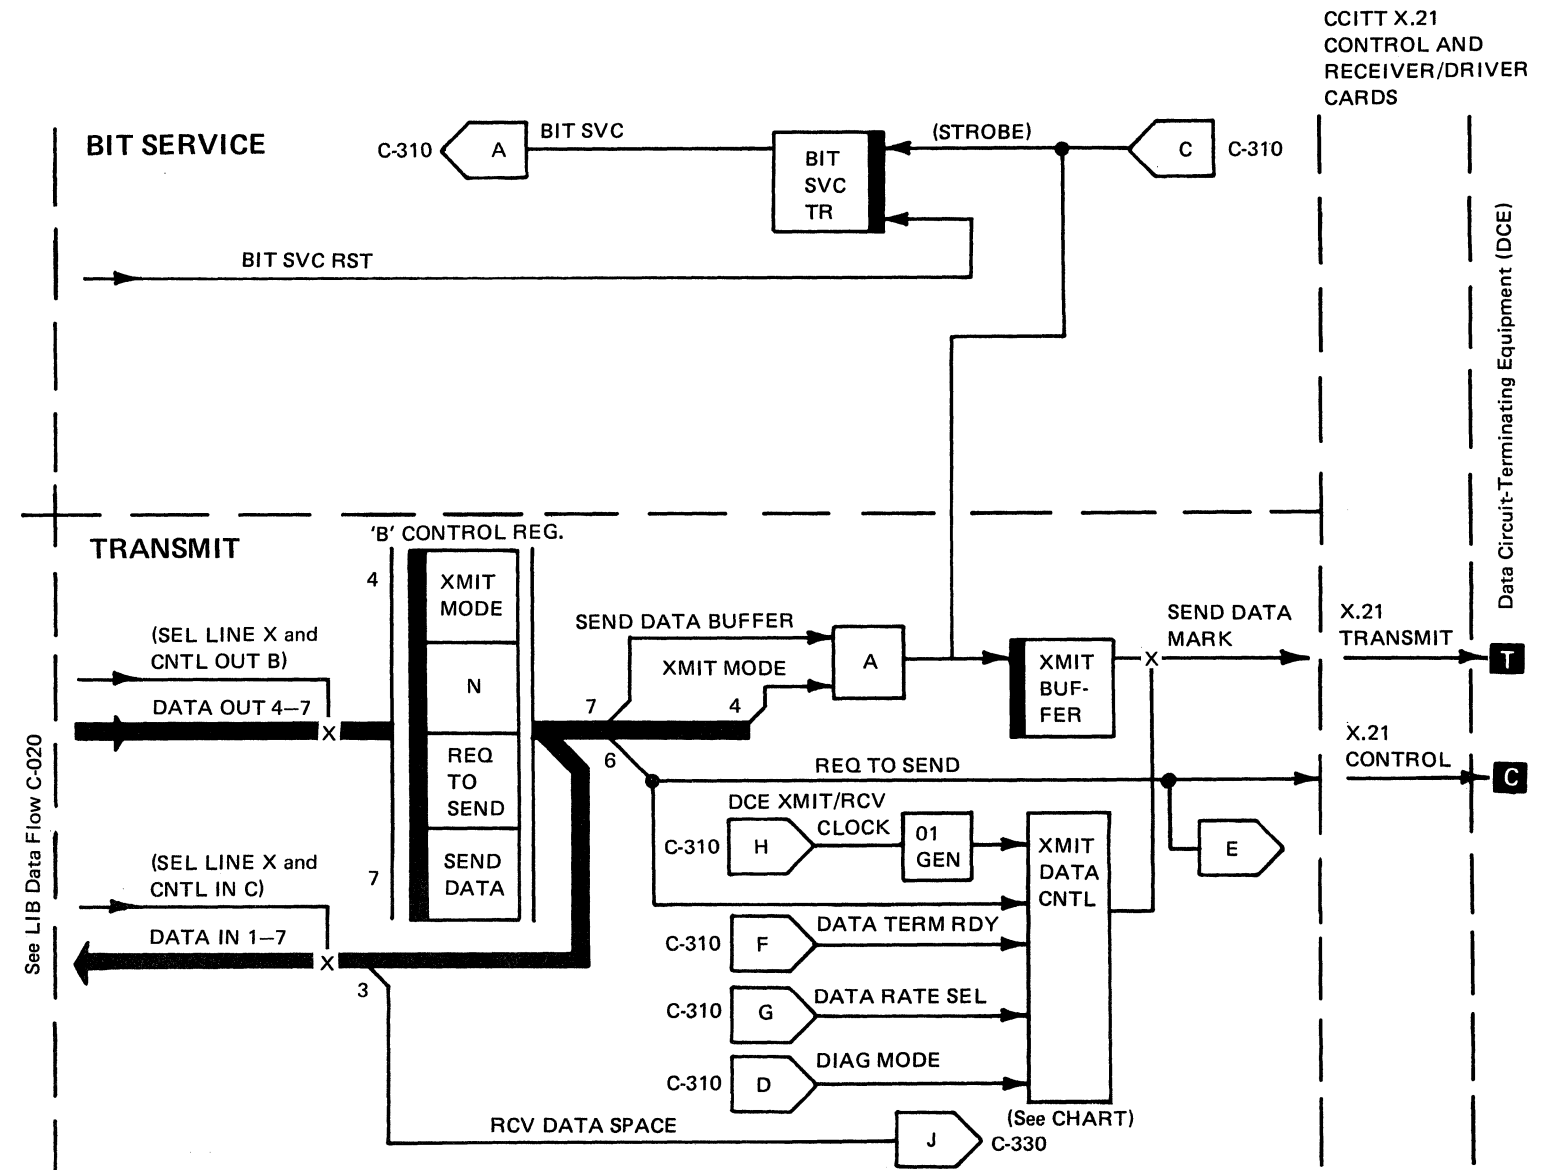 CCITT X.21
CONTROL AND
RECEIVER/DRIVER
CARDS
BIT SERVICE
C-310
A
BIT SVC
BIT
SVC
TR
(STROBE)
C
C-310
BIT SVC RST
Data Circuit-Terminating Equipment (DCE)
TRANSMIT
'B' CONTROL REG.
4
XMIT
MODE
N
REQ
TO
SEND
SEND
DATA
7
(SEL LINE X and
CNTL OUT B)
DATA OUT 4–7
X
See LIB Data Flow C-020
(SEL LINE X and
CNTL IN C)
DATA IN 1–7
X
3
SEND DATA BUFFER
XMIT MODE
7
4
6
A
XMIT
BUF-
FER
X
SEND DATA
MARK
X.21
TRANSMIT
T
REQ TO SEND
X.21
CONTROL
C
E
DCE XMIT/RCV
CLOCK
C-310
H
01
GEN
XMIT
DATA
CNTL
C-310
F
DATA TERM RDY
C-310
G
DATA RATE SEL
C-310
D
DIAG MODE
(See CHART)
RCV DATA SPACE
J
C-330